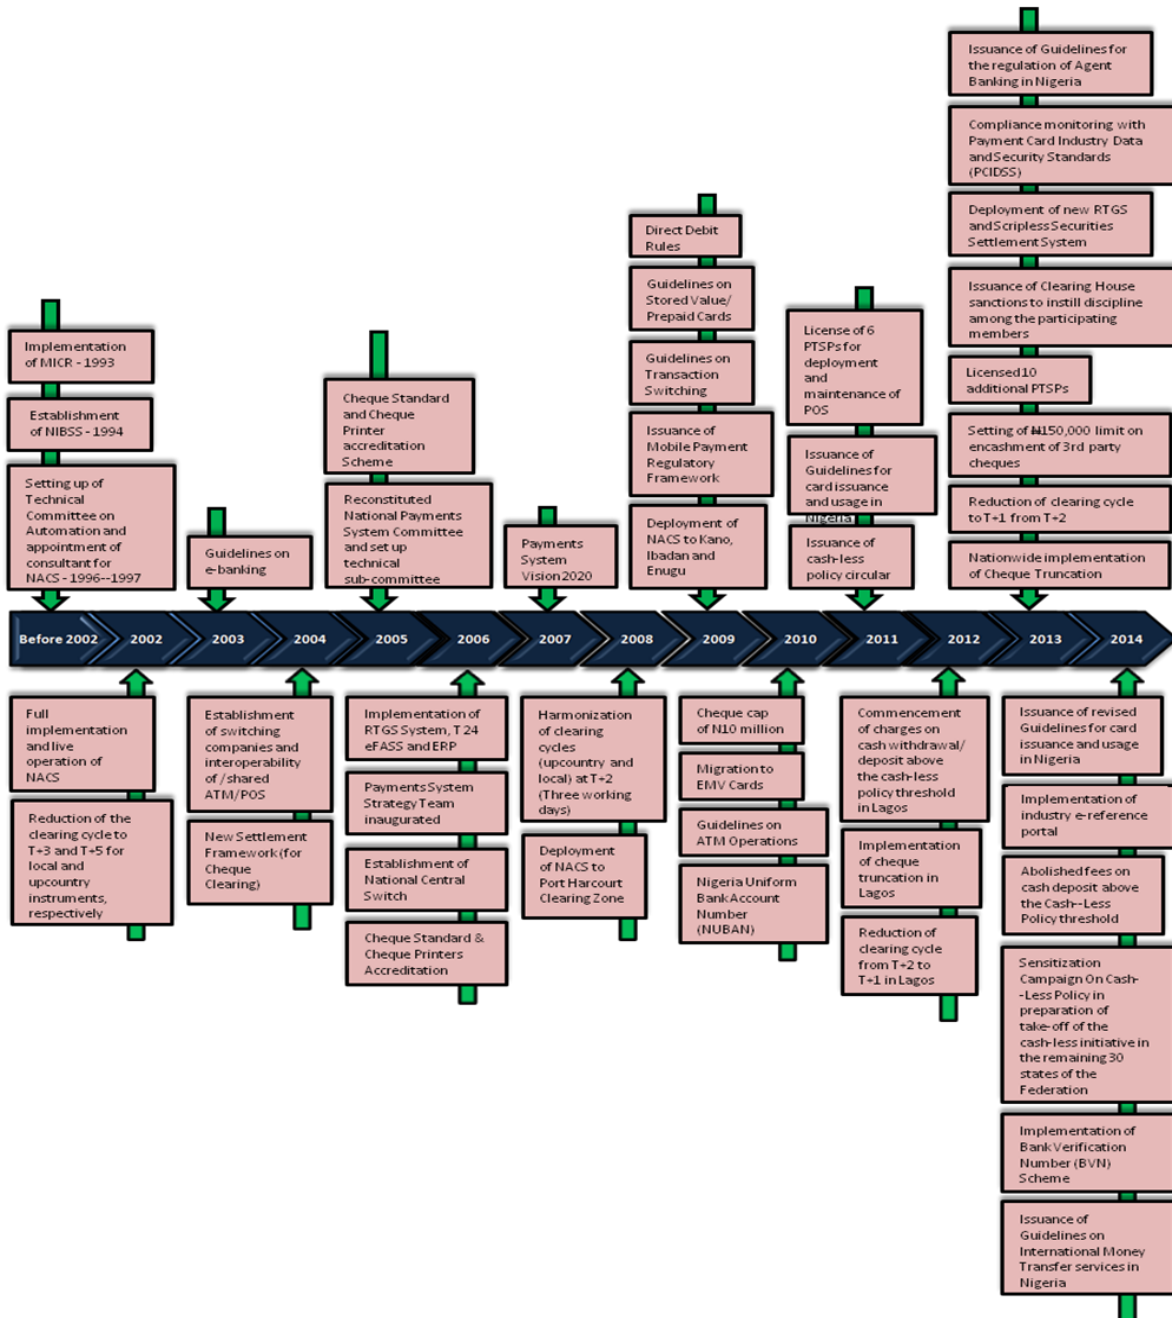 Implementation
of MICR - 1993
Establishment
of NIBSS - 1994
Setting up of
Technical
Committee on
Automation and
appointment of
consultant for
NACS - 1996--1997
Guidelines on
e-banking
Cheque Standard
and Cheque
Printer
accreditation
Scheme
Reconstituted
National Payments
System Committee
and set up
technical
sub-committee
Payments
System
Vision 2020
Direct Debit
Rules
Guidelines on
Stored Value/
Prepaid Cards
Guidelines on
Transaction
Switching
Issuance of
Mobile Payment
Regulatory
Framework
Deployment of
NACS to Kano,
Ibadan and
Enugu
License of 6
PTSPs for
deployment
and
maintenance of
POS
Issuance of
Guidelines for
card issuance
and usage in
Nigeria
Issuance of
cash-less
policy circular
Issuance of Guidelines for
the regulation of Agent
Banking in Nigeria
Compliance monitoring with
Payment Card Industry Data
and Security Standards
(PCIDSS)
Deployment of new RTGS
and Scripless Securities
Settlement System
Issuance of Clearing House
sanctions to instill discipline
among the participating
members
Licensed 10
additional PTSPs
Setting of ₦150,000 limit on
encashment of 3rd party
cheques
Reduction of clearing cycle
to T+1 from T+2
Nationwide implementation
of Cheque Truncation
Before 2002 2002 2003 2004 2005 2006 2007 2008 2009 2010 2011 2012 2013 2014
Full
implementation
and live
operation of
NACS
Reduction of the
clearing cycle to
T+3 and T+5 for
local and
upcountry
instruments,
respectively
Establishment
of switching
companies and
interoperability
of /shared
ATM/POS
New Settlement
Framework (for
Cheque
Clearing)
Implementation of
RTGS System, T 24
eFASS and ERP
Payments System
Strategy Team
inaugurated
Establishment of
National Central
Switch
Cheque Standard &
Cheque Printers
Accreditation
Harmonization
of clearing
cycles
(upcountry and
local) at T+2
(Three working
days)
Deployment
of NACS to
Port Harcourt
Clearing Zone
Cheque cap
of N10 million
Migration to
EMV Cards
Guidelines on
ATM Operations
Nigeria Uniform
Bank Account
Number
(NUBAN)
Commencement
of charges on
cash withdrawal/
deposit above
the cash-less
policy threshold
in Lagos
Implementation
of cheque
truncation in
Lagos
Reduction of
clearing cycle
from T+2 to
T+1 in Lagos
Issuance of revised
Guidelines for card
issuance and usage
in Nigeria
Implementation of
industry e-reference
portal
Abolished fees on
cash deposit above
the Cash--Less
Policy threshold
Sensitization
Campaign On Cash-
-Less Policy in
preparation of
take-off of the
cash-less initiative in
the remaining 30
states of the
Federation
Implementation of
Bank Verification
Number (BVN)
Scheme
Issuance of
Guidelines on
International Money
Transfer services in
Nigeria